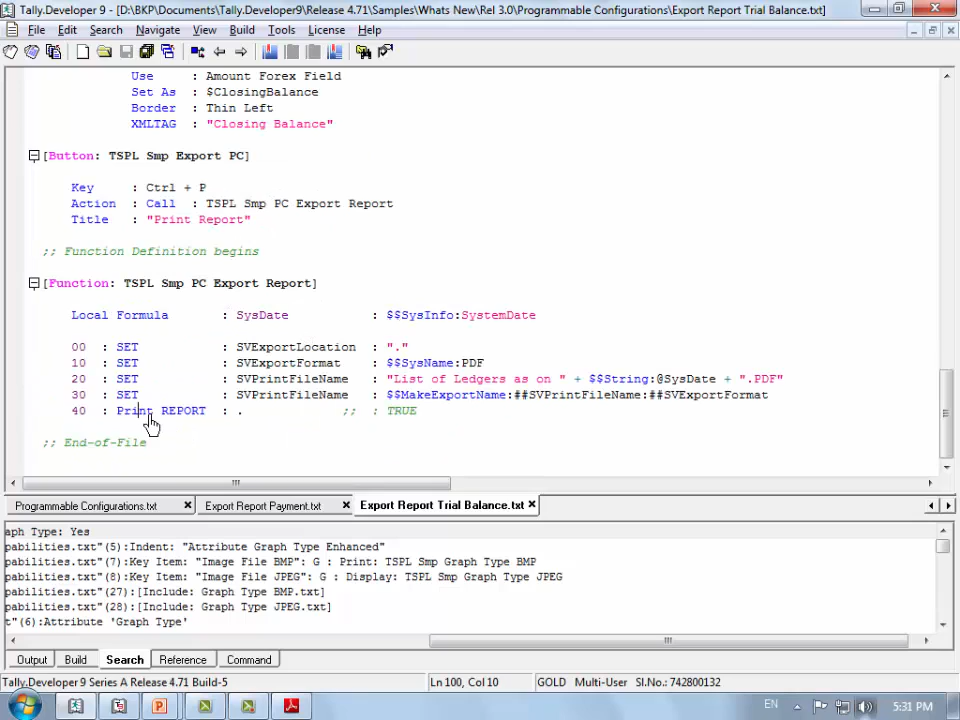 Tally.Developer9 - [D:\BKP\Documents\Tally.Developer9\Release 4.71\Samples\Whats New\Rel 3.0\Programmable Configurations\Export Report Trial Balance.txt]
File Edit Search Navigate View Build Tools License Help
Use : Amount Forex Field
Set As : $ClosingBalance
Border : Thin Left
XMLTAG : "Closing Balance"
[Button: TSPL Smp Export PC]
Key : Ctrl + P
Action : Call : TSPL Smp PC Export Report
Title : "Print Report"
;; Function Definition begins
[Function: TSPL Smp PC Export Report]
Local Formula : SysDate : $$SysInfo:SystemDate
00 : SET : SVExportLocation : "."
10 : SET : SVExportFormat : $$SysName:PDF
20 : SET : SVPrintFileName : "List of Ledgers as on " + $$String:@SysDate + ".PDF"
30 : SET : SVPrintFileName : $$MakeExportName:##SVPrintFileName:##SVExportFormat
40 : Print REPORT : . ;; : TRUE
;; End-of-File
Programmable Configurations.txt Export Report Payment.txt Export Report Trial Balance.txt
aph Type: Yes
pabilities.txt"(5):Indent: "Attribute Graph Type Enhanced"
pabilities.txt"(7):Key Item: "Image File BMP": G : Print: TSPL Smp Graph Type BMP
pabilities.txt"(8):Key Item: "Image File JPEG": G : Display: TSPL Smp Graph Type JPEG
pabilities.txt"(27):[Include: Graph Type BMP.txt]
pabilities.txt"(28):[Include: Graph Type JPEG.txt]
t"(6):Attribute 'Graph Type'
Output Build Search Reference Command
Tally.Developer 9 Series A Release 4.71 Build-5 Ln 100, Col 10 GOLD Multi-User Sl.No.: 742800132
EN 5:31 PM